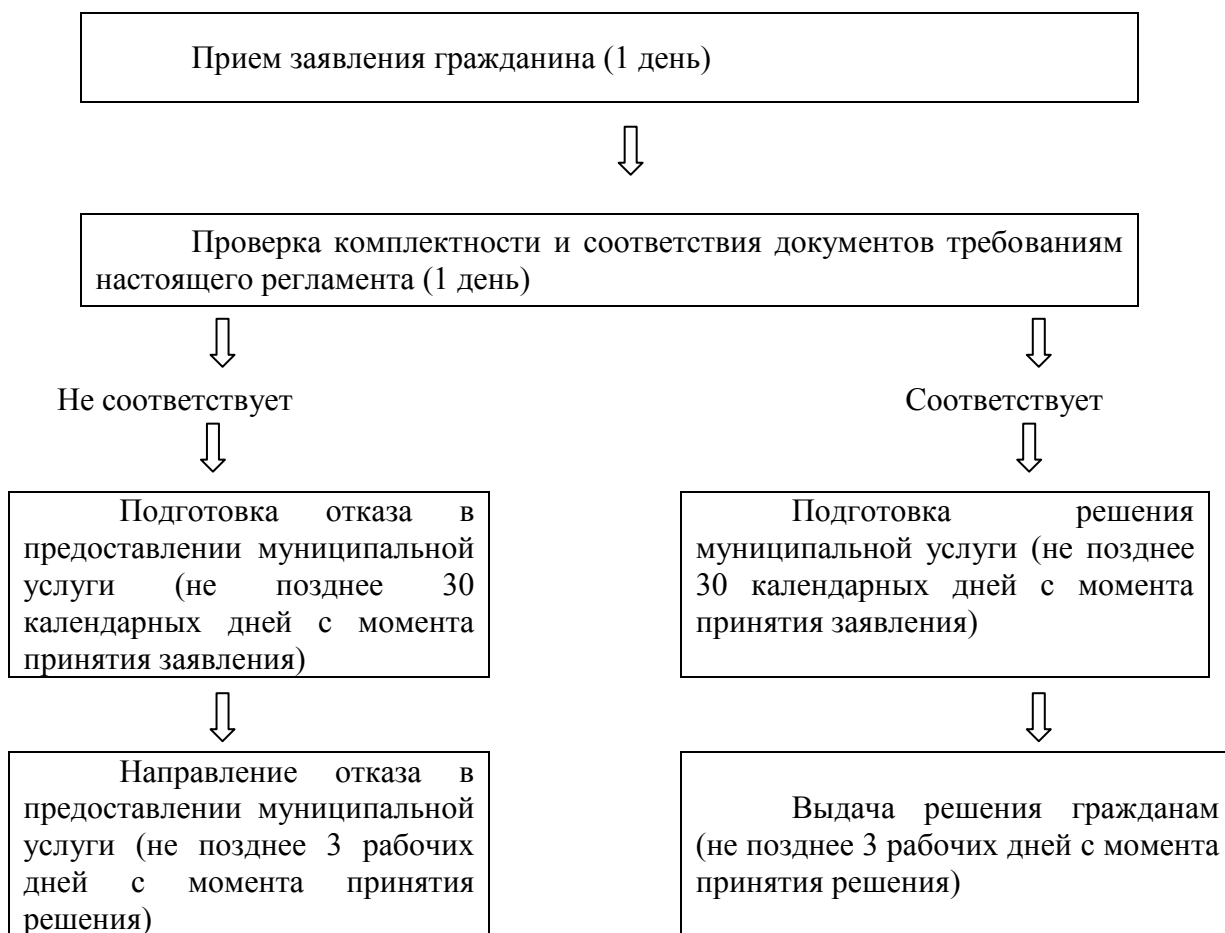 Прием заявления гражданина (1 день)
Проверка комплектности и соответствия документов требованиям
настоящего регламента (1 день)
Не соответствует
Соответствует
Подготовка отказа в
предоставлении муниципальной
услуги (не позднее 30
календарных дней с момента
принятия заявления)
Подготовка решения
муниципальной услуги (не позднее
30 календарных дней с момента
принятия заявления)
Направление отказа в
предоставлении муниципальной
услуги (не позднее 3 рабочих
дней с момента принятия
решения)
Выдача решения гражданам
(не позднее 3 рабочих дней с момента
принятия решения)